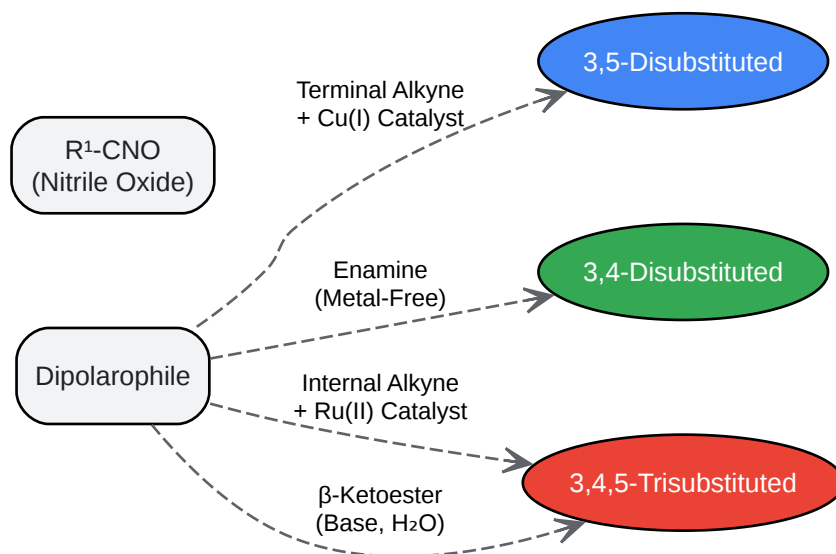 3,5-Disubstituted
Terminal Alkyne
+ Cu(I) Catalyst
R¹-CNO
(Nitrile Oxide)
Enamine
(Metal-Free)
3,4-Disubstituted
Dipolarophile
Internal Alkyne
+ Ru(II) Catalyst
3,4,5-Trisubstituted
β-Ketoester
(Base, H₂O)